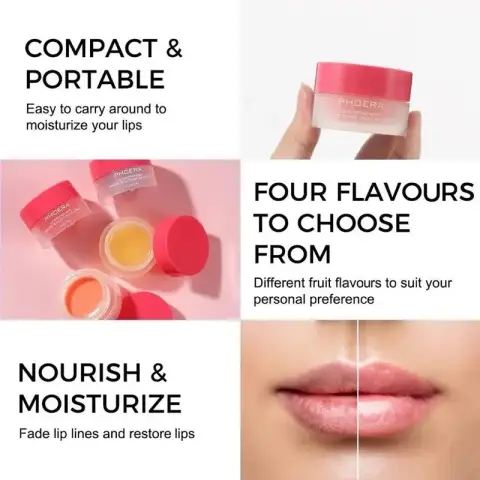 COMPACT &
PORTABLE
Easy to carry around to
moisturize your lips
PHOERA
PHOERA
PHOERA
FOUR FLAVOURS
TO CHOOSE
FROM
Different fruit flavours to suit your
personal preference
NOURISH &
MOISTURIZE
Fade lip lines and restore lips